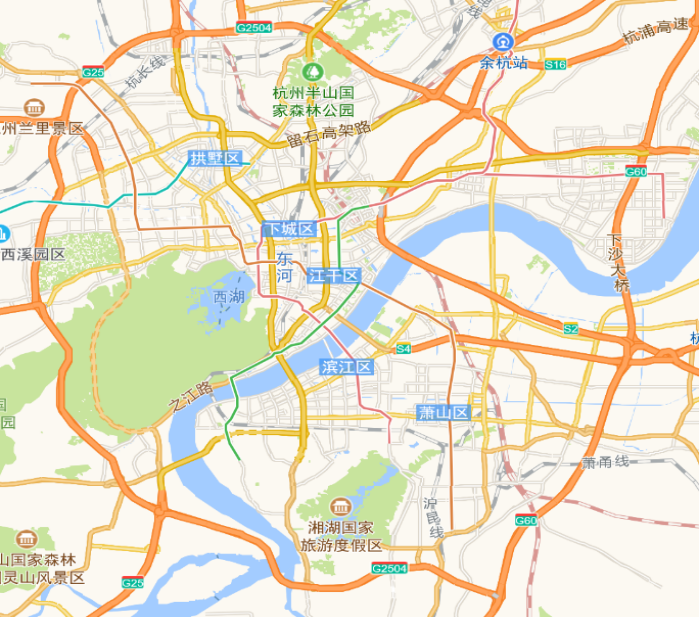 G2504
杭浦高速
余杭站
S16
G25
杭长线
杭州半山国
家森林公园
州兰里景区
留石高架路
拱墅区
G60
下城区
西溪园区
东河
江干区
下沙大桥
西湖
S2
S4
滨江区
之江路
萧山区
园
萧甬线
沪昆线
湘湖国家
旅游度假区
G60
山国家森林
灵山风景区
G25
G2504